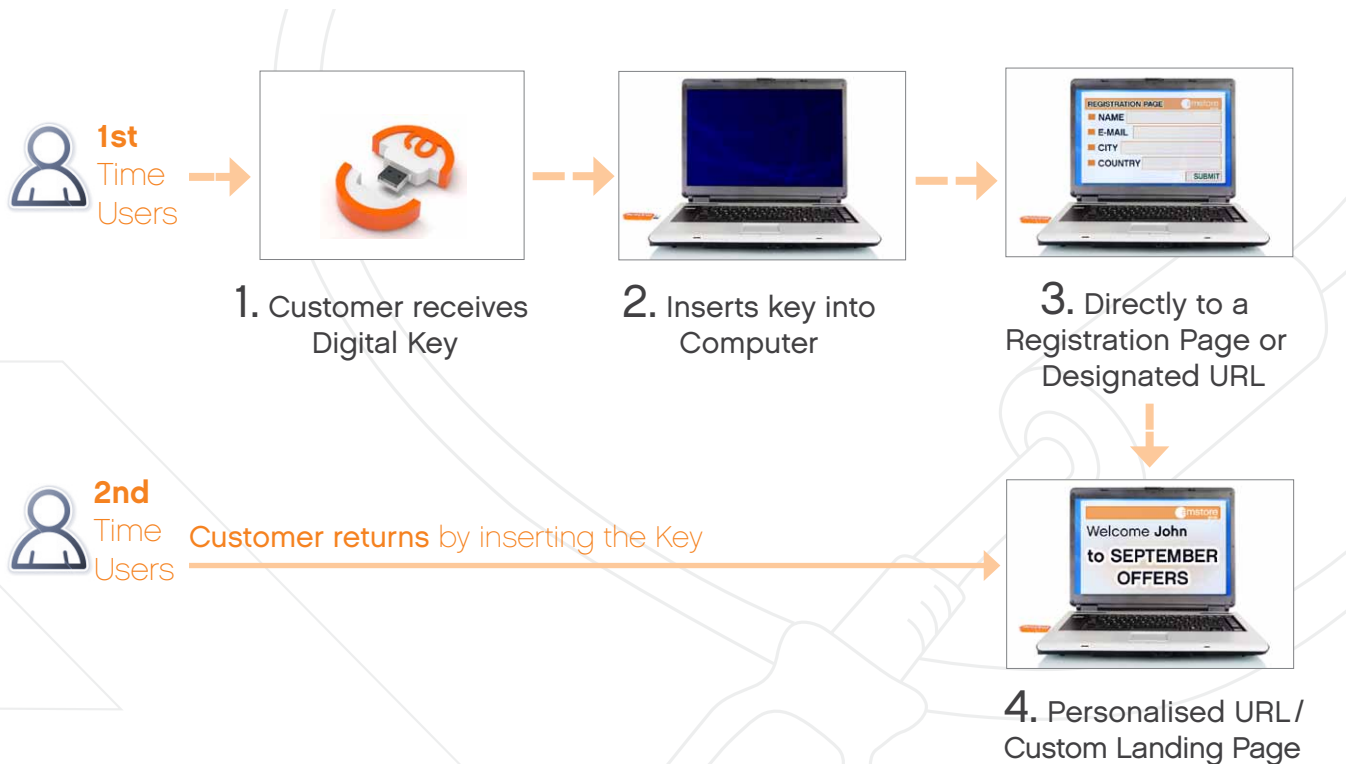 1st
Time
Users
1. Customer receives
Digital Key
2. Inserts key into
Computer
REGISTRATION PAGE
mstore
NAME
E-MAIL
CITY
COUNTRY
SUBMIT
3. Directly to a
Registration Page or
Designated URL
2nd
Time
Users
Customer returns by inserting the Key
mstore
Welcome John
to SEPTEMBER
OFFERS
4. Personalised URL/
Custom Landing Page